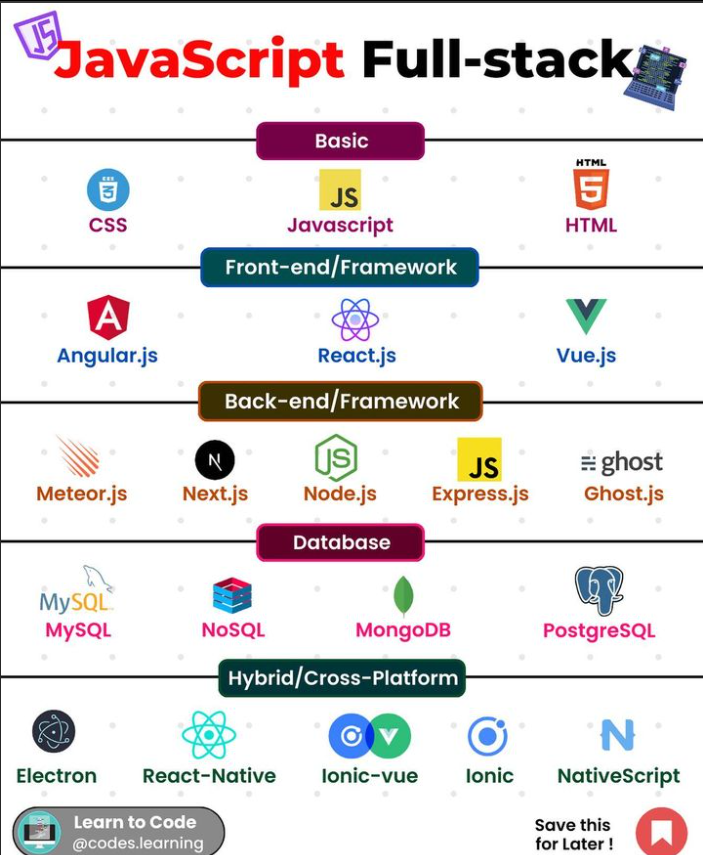 JS
JavaScript Full-stack
Basic
3
JS
HTML
5
CSS
Javascript
HTML
Front-end/Framework
A
Angular.js
React.js
Vue.js
Back-end/Framework
N
JS
JS
ghost
Meteor.js
Next.js
Node.js
Express.js
Ghost.js
Database
MySQL
MySQL
NoSQL
MongoDB
PostgreSQL
Hybrid/Cross-Platform
N
Electron
React-Native
Ionic-vue
Ionic
NativeScript
Learn to Code
@codes.learning
Save this
for Later !